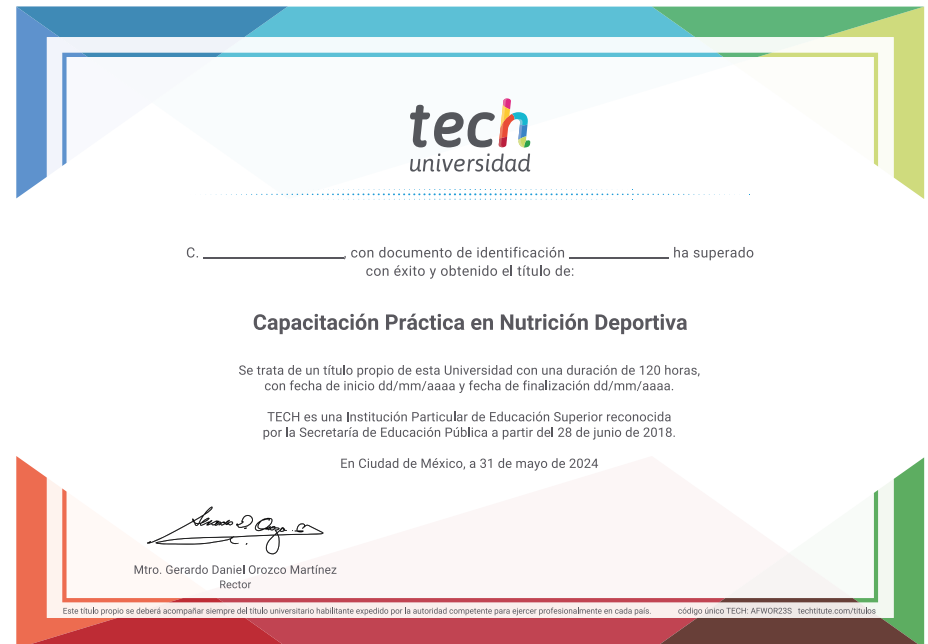 tech
universidad
C. ____________, con documento de identificación ____________ ha superado
con éxito y obtenido el título de:
Capacitación Práctica en Nutrición Deportiva
Se trata de un título propio de esta Universidad con una duración de 120 horas,
con fecha de inicio dd/mm/aaaa y fecha de finalización dd/mm/aaaa.
TECH es una Institución Particular de Educación Superior reconocida
por la Secretaría de Educación Pública a partir del 28 de junio de 2018.
En Ciudad de México, a 31 de mayo de 2024
Mtro. Gerardo Daniel Orozco Martínez
Rector
Este título propio se deberá acompañar siempre del título universitario habilitante expedido por la autoridad competente para ejercer profesionalmente en cada país. código único TECH: AFWOR23S techtitute.com/titulos